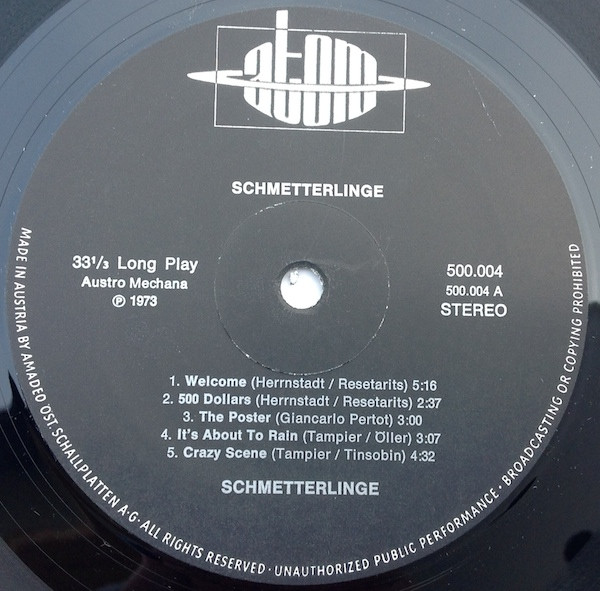 atom
SCHMETTERLINGE
33⅓ Long Play
Austro Mechana
℗ 1973
500.004
500.004 A
STEREO
1. Welcome (Herrnstadt / Resetarits) 5:16
2. 500 Dollars (Herrnstadt / Resetarits) 2:37
3. The Poster (Giancarlo Pertot) 3:00
4. It's About To Rain (Tampier / Öller) 3:07
5. Crazy Scene (Tampier / Tinsobin) 4:32
SCHMETTERLINGE
MADE IN AUSTRIA BY AMADEO ÖST. SCHALLPLATTEN A·G· ALL RIGHTS RESERVED · UNAUTHORIZED PUBLIC PERFORMANCE · BROADCASTING OR COPYING PROHIBITED